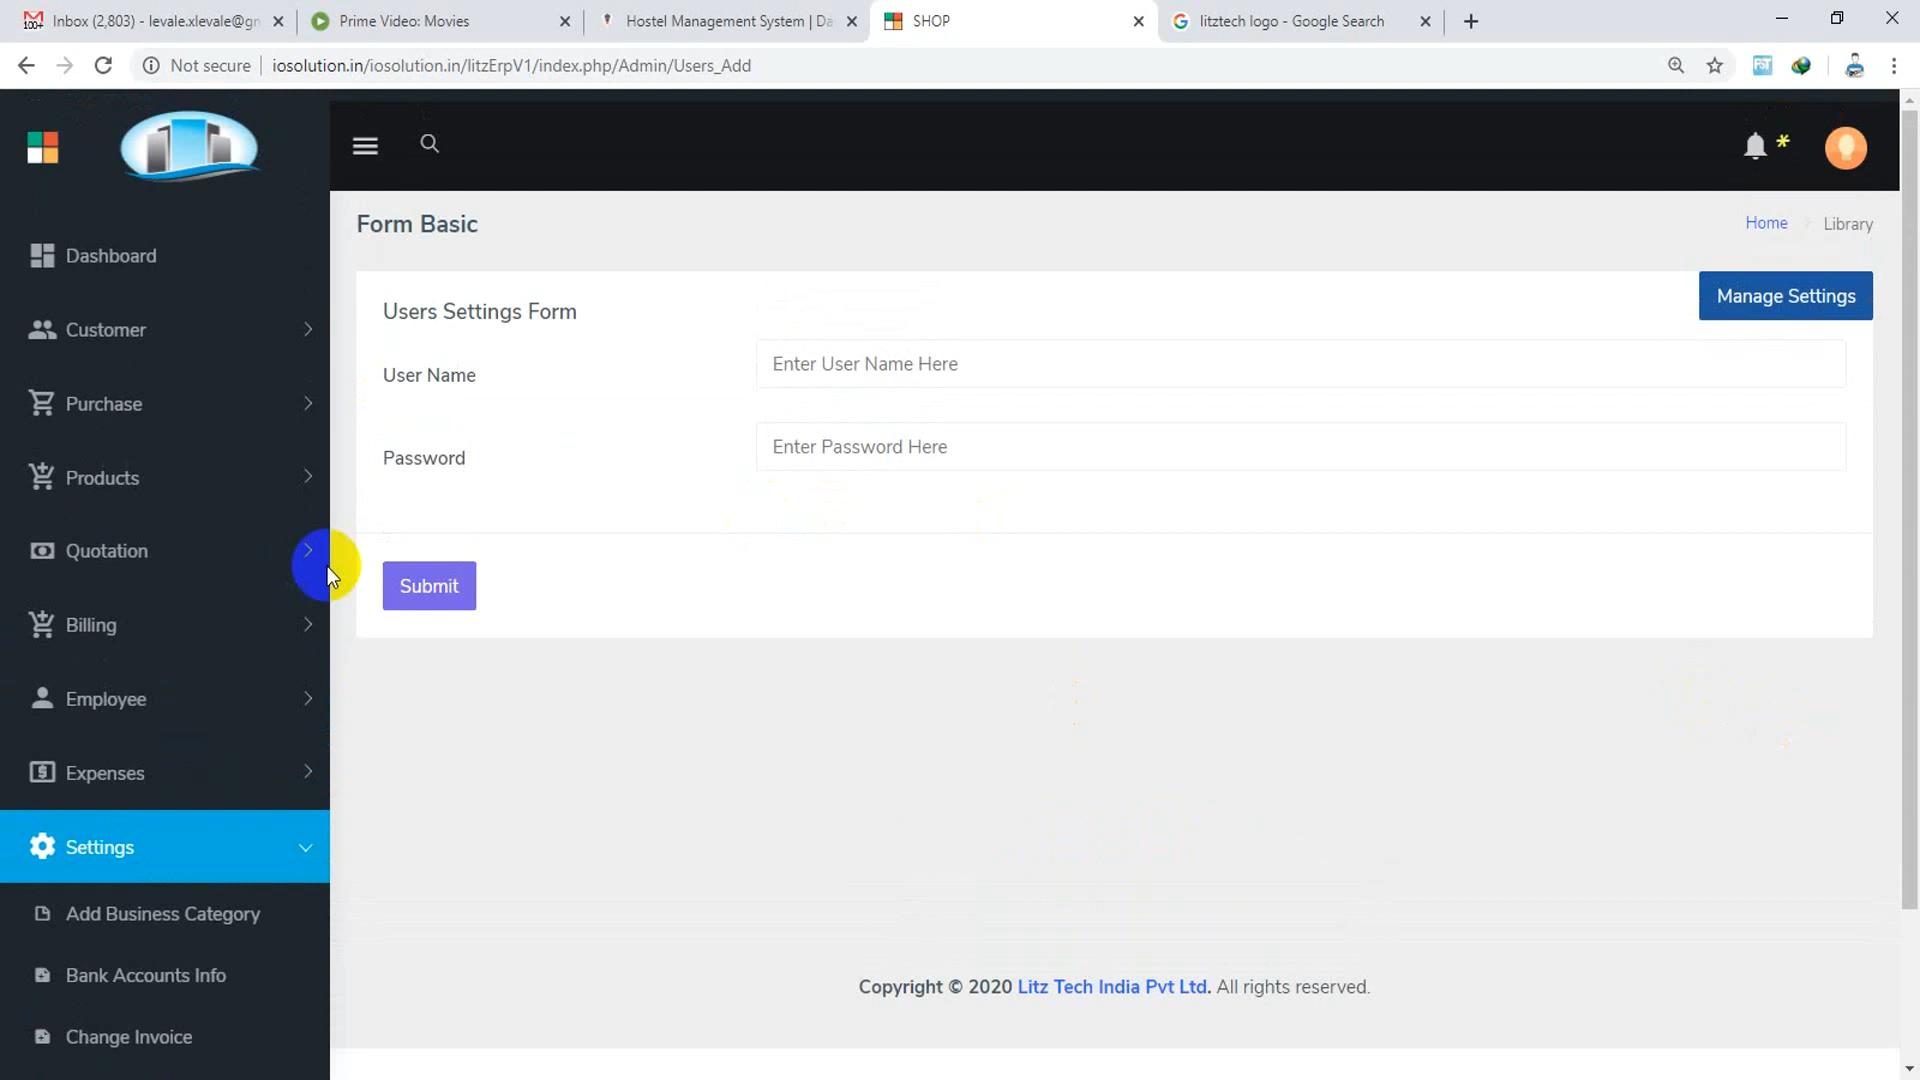 Inbox (2,803) - levale.xlevale@gn
Prime Video: Movies
Hostel Management System | Da
SHOP
litztech logo - Google Search
Not secure
iosolution.in/iosolution.in/litzErpV1/index.php/Admin/Users_Add
Form Basic
Home
Library
Manage Settings
Users Settings Form
User Name
Enter User Name Here
Password
Enter Password Here
Submit
Dashboard
Customer
Purchase
Products
Quotation
Billing
Employee
Expenses
Settings
Add Business Category
Bank Accounts Info
Change Invoice
Copyright © 2020 Litz Tech India Pvt Ltd. All rights reserved.